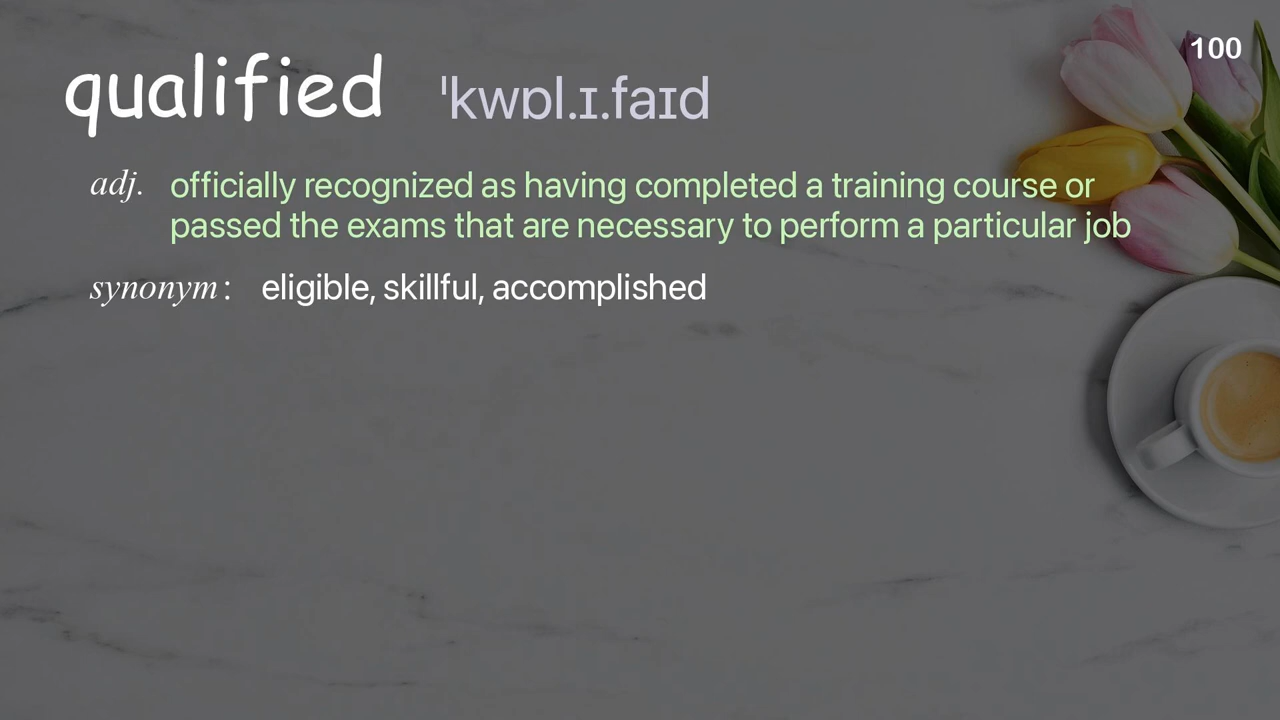 100
qualified ˈkwɒl.ɪ.faɪd
adj. officially recognized as having completed a training course or
passed the exams that are necessary to perform a particular job
synonym: eligible, skillful, accomplished